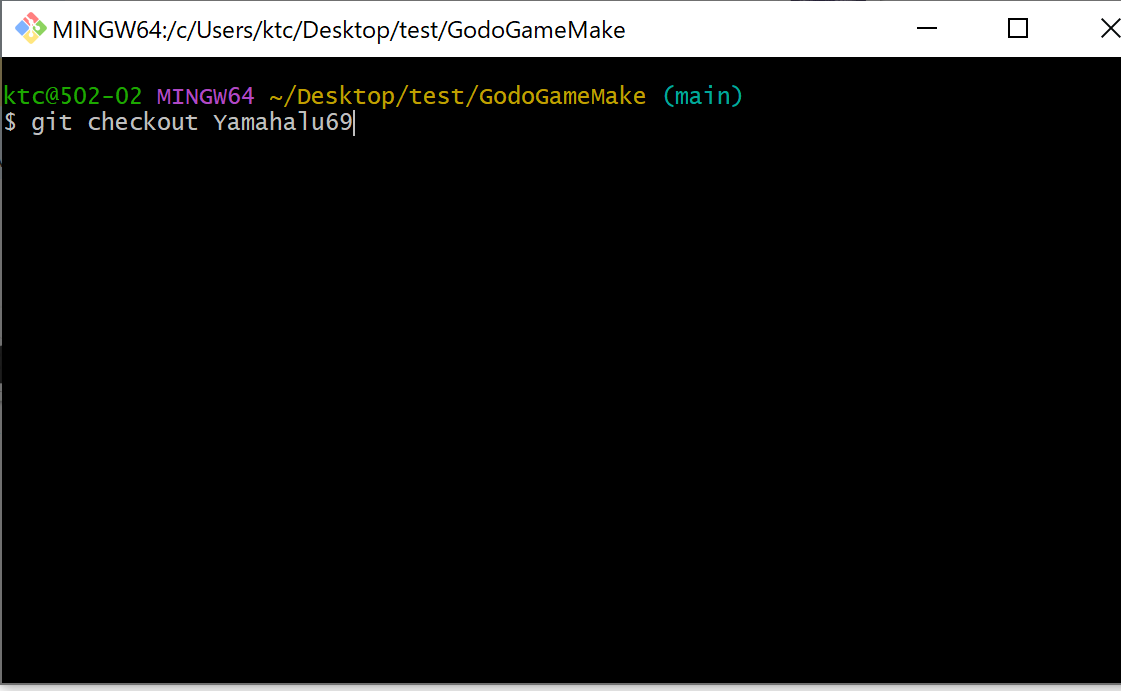 MINGW64:/c/Users/ktc/Desktop/test/GodoGameMake
ktc@502-02 MINGW64 ~/Desktop/test/GodoGameMake (main)
$ git checkout Yamahalu69